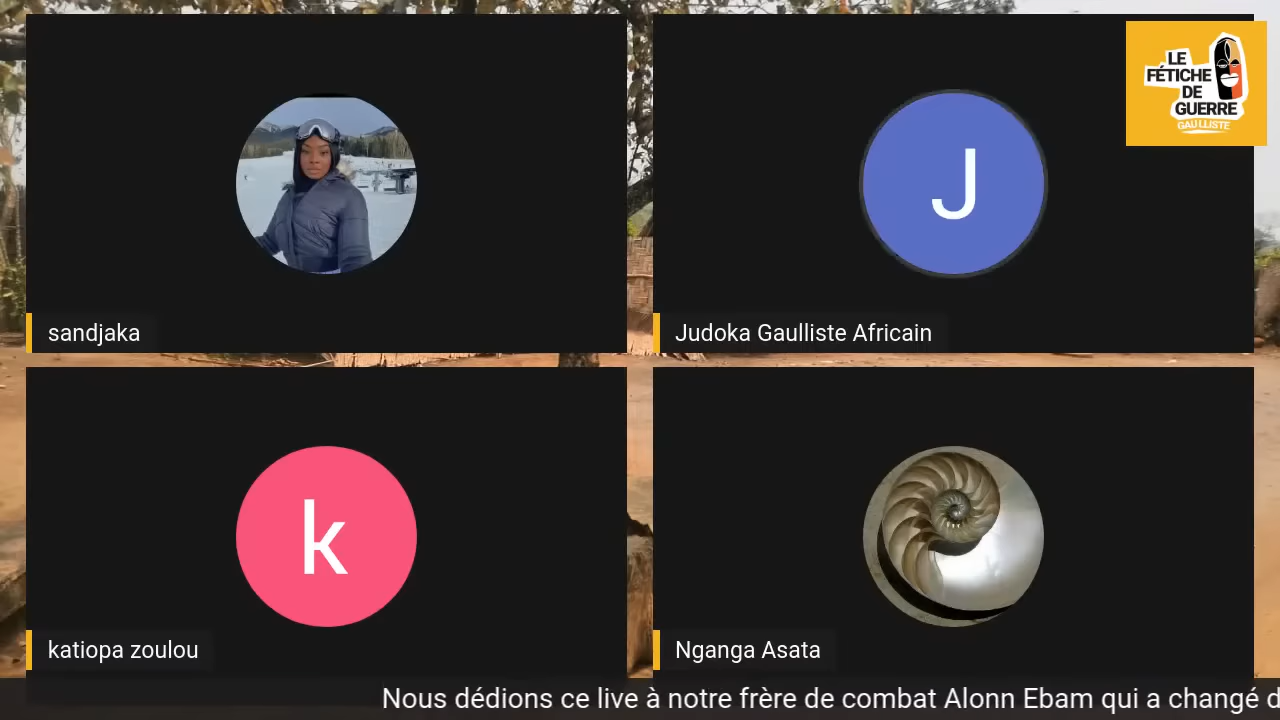 LE
FÉTICHE
DE
GUERRE
GAULLISTE
sandjaka
J
Judoka Gaulliste Africain
k
katiopa zoulou
Nganga Asata
Nous dédions ce live à notre frère de combat Alonn Ebam qui a changé d